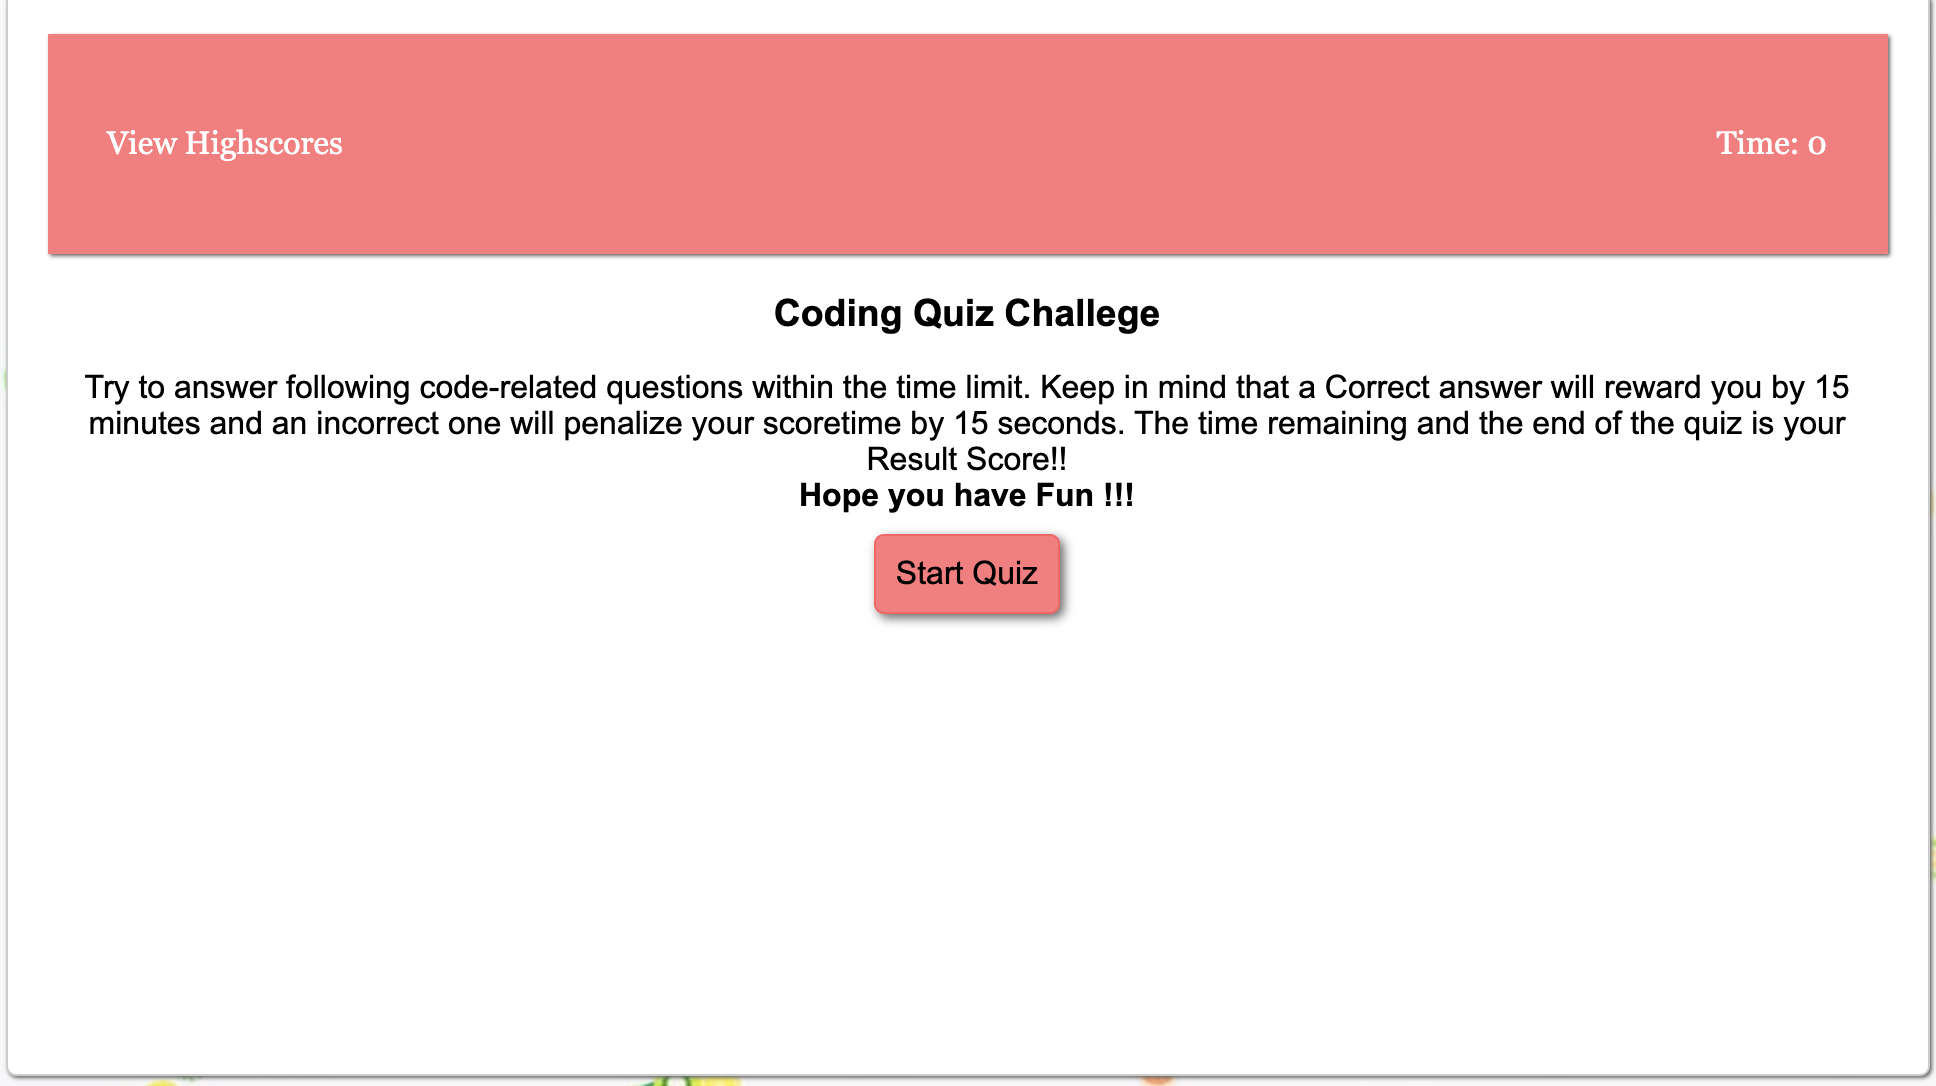 View Highscores
Time: 0
Coding Quiz Challege
Try to answer following code-related questions within the time limit. Keep in mind that a Correct answer will reward you by 15
minutes and an incorrect one will penalize your scoretime by 15 seconds. The time remaining and the end of the quiz is your
Result Score!!
Hope you have Fun !!!
Start Quiz